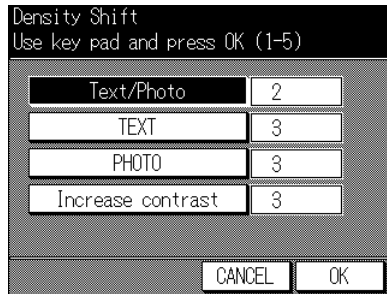 Density Shift
Use key pad and press OK (1-5)
Text/Photo 2
TEXT 3
PHOTO 3
Increase contrast 3
CANCEL OK